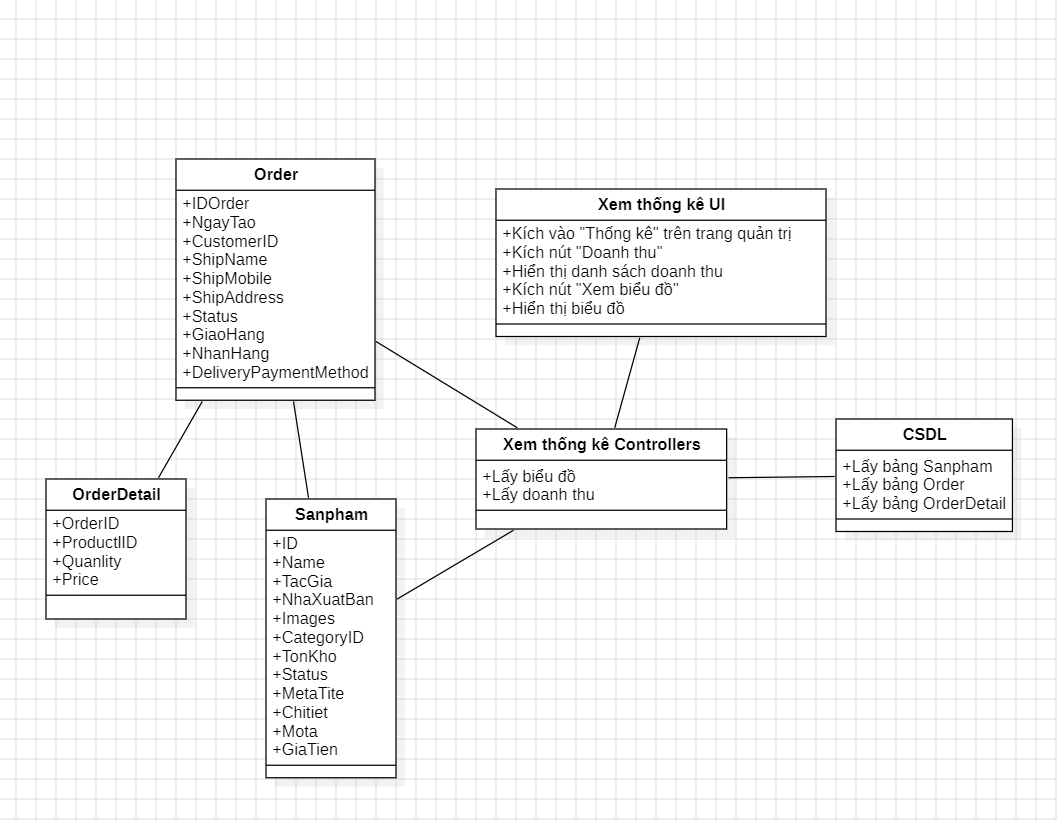 Order
+IDOrder
+NgayTao
+CustomerID
+ShipName
+ShipMobile
+ShipAddress
+Status
+GiaoHang
+NhanHang
+DeliveryPaymentMethod
Xem thống kê UI
+Kích vào "Thống kê" trên trang quản trị
+Kích nút "Doanh thu"
+Hiển thị danh sách doanh thu
+Kích nút "Xem biểu đồ"
+Hiển thị biểu đồ
Xem thống kê Controllers
+Lấy biểu đồ
+Lấy doanh thu
CSDL
+Lấy bảng Sanpham
+Lấy bảng Order
+Lấy bảng OrderDetail
OrderDetail
+OrderID
+ProductIID
+Quanlity
+Price
Sanpham
+ID
+Name
+TacGia
+NhaXuatBan
+Images
+CategoryID
+TonKho
+Status
+MetaTite
+Chitiet
+Mota
+GiaTien